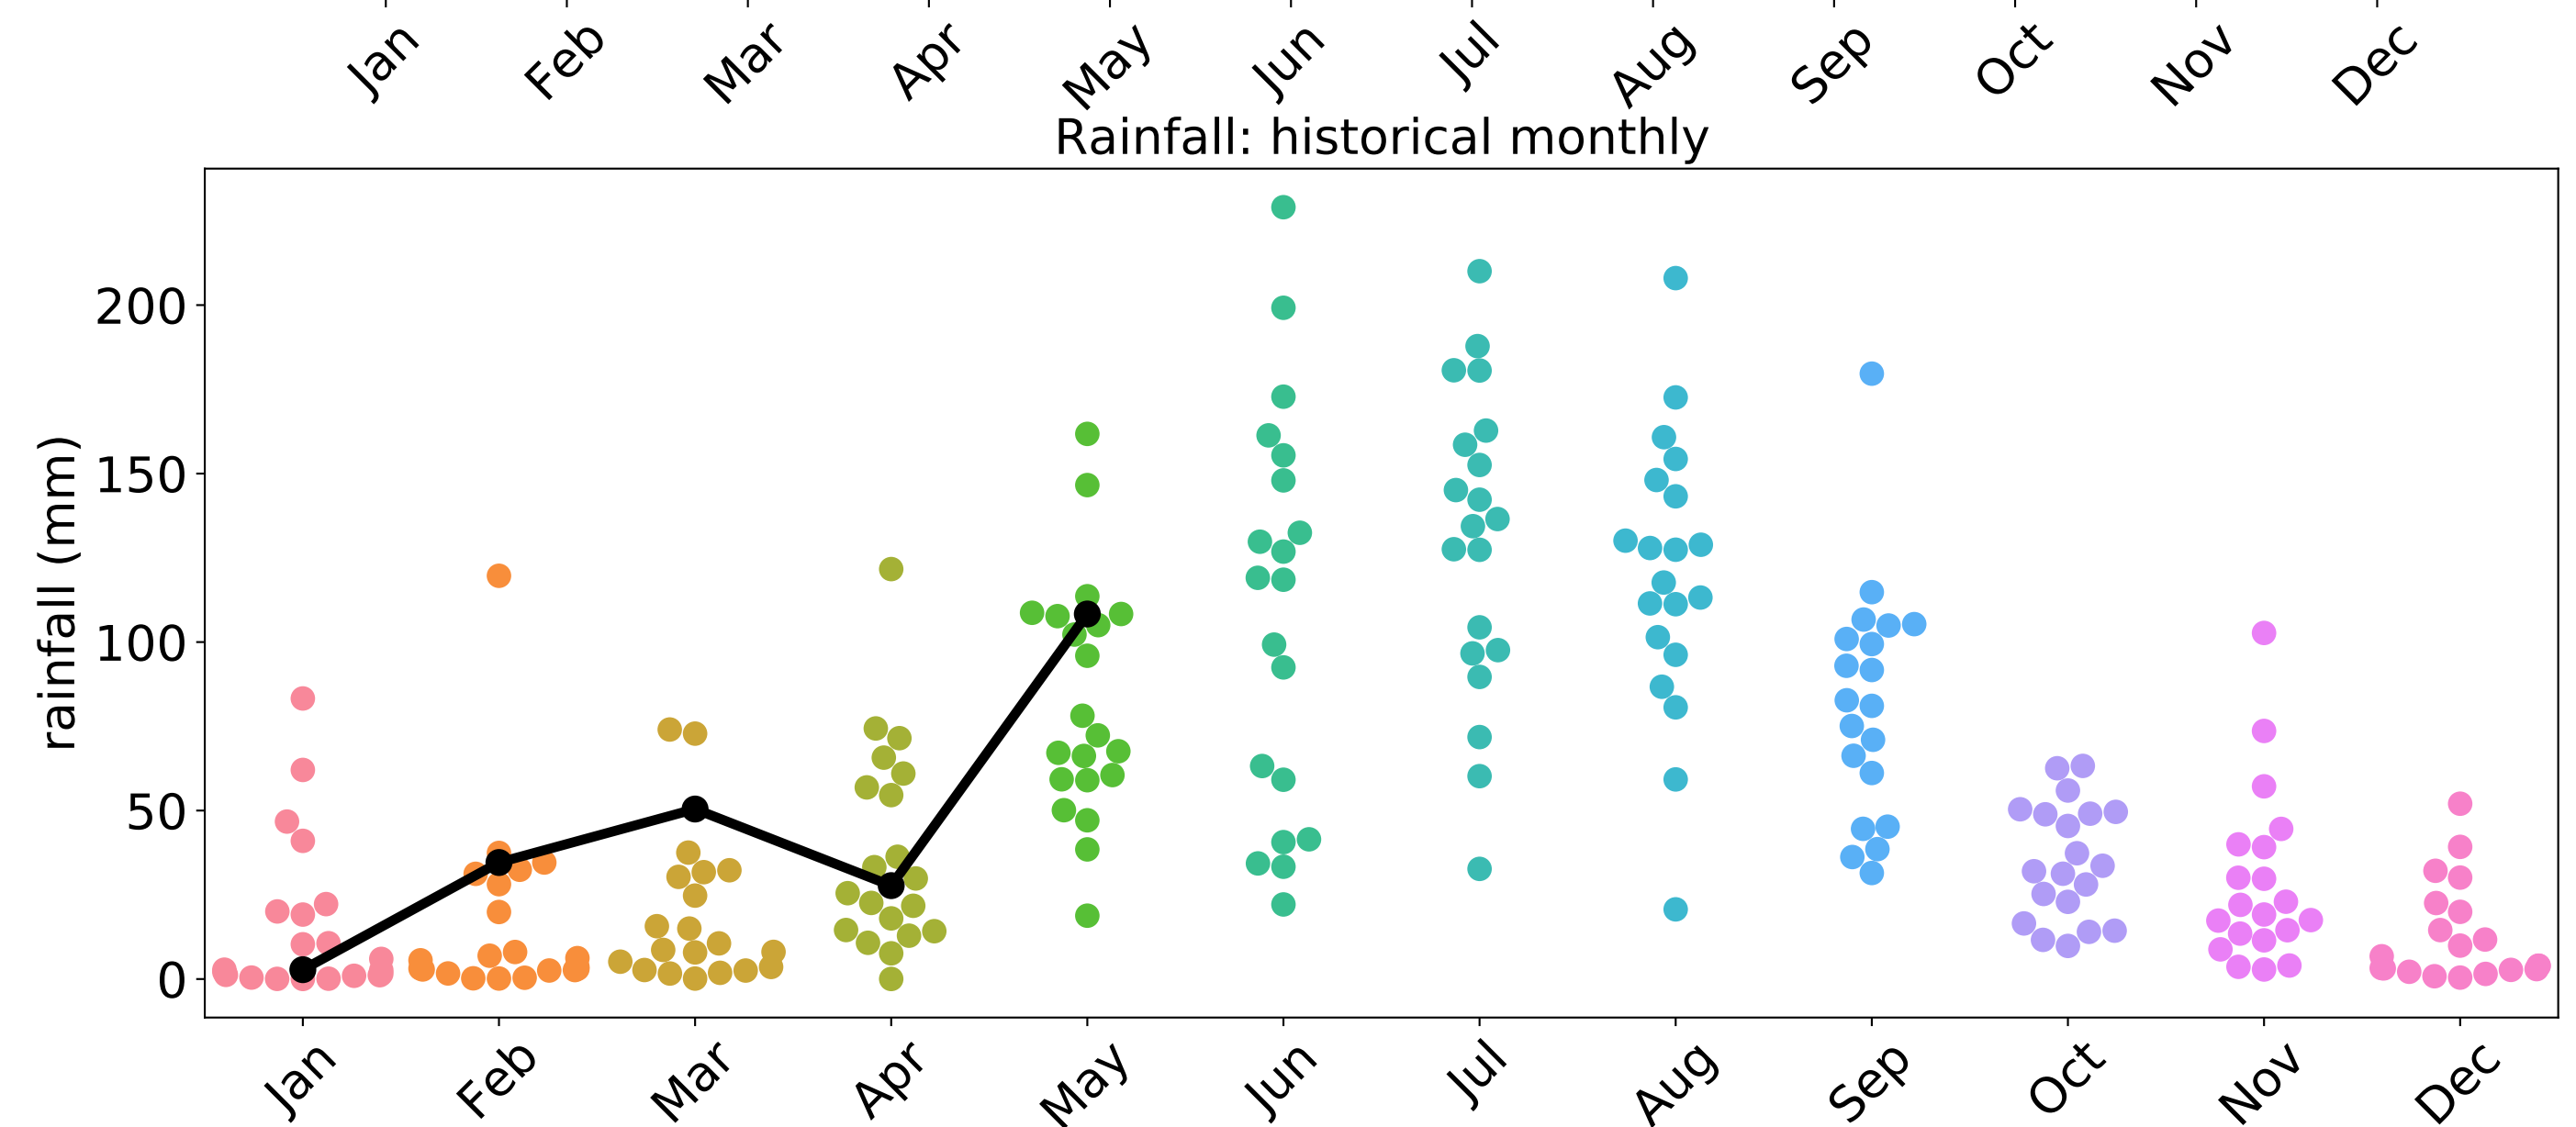 Jan Feb Mar Apr May Jun Jul Aug Sep Oct Nov Dec
Rainfall: historical monthly
rainfall (mm)
200
150
100
50
0
Jan Feb Mar Apr May Jun Jul Aug Sep Oct Nov Dec